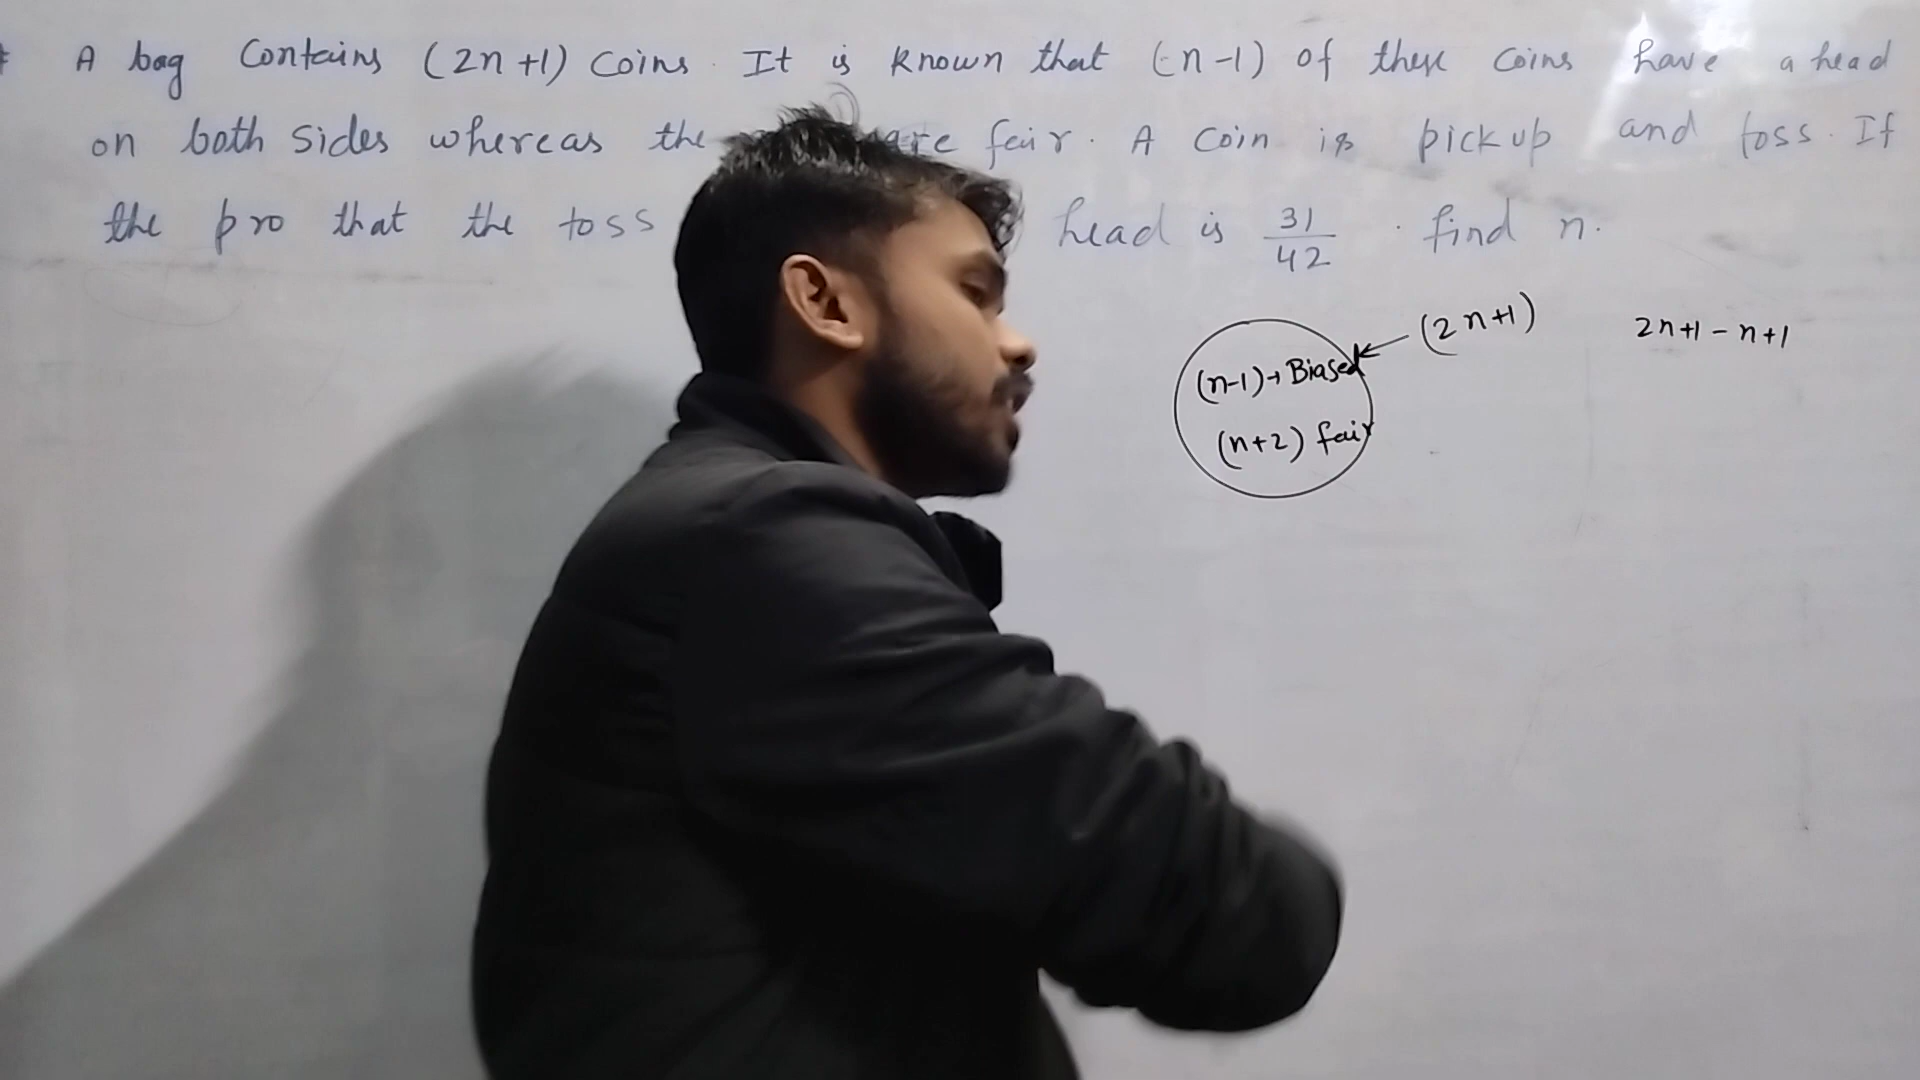 A bag Contains (2n+1) coins. It is known that (n-1) of these coins have a head
on both sides whereas the are fair. A coin is pickup and toss. If
the pro that the toss head is 31/42 . find n.
(2n+1) 2n+1-n+1
(n-1)→ Biased
(n+2) fair